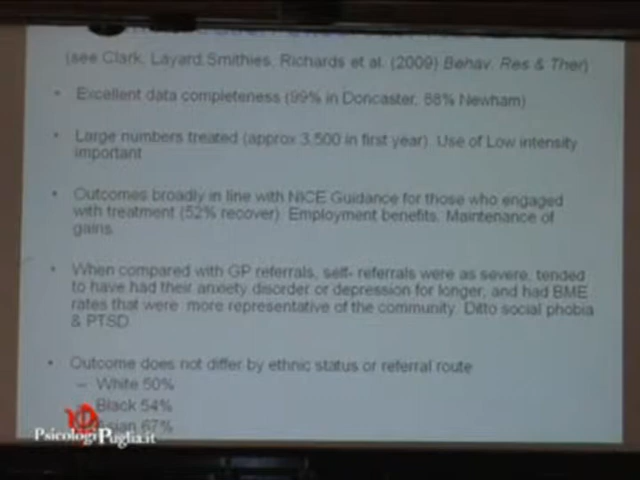 (see Clark, Layard,Smithies, Richards et al. (2009) Behav. Res & Ther)
• Excellent data completeness (99% in Doncaster, 88% Newham)
• Large numbers treated (approx 3,500 in first year). Use of Low intensity
important
• Outcomes broadly in line with NICE Guidance for those who engaged
with treatment (52% recover). Employment benefits. Maintenance of
gains.
• When compared with GP referrals, self- referrals were as severe, tended
to have had their anxiety disorder or depression for longer, and had BME
rates that were more representative of the community. Ditto social phobia
& PTSD
• Outcome does not differ by ethnic status or referral route
– White 50%
Black 54%
67%
PsicologiPuglia.it